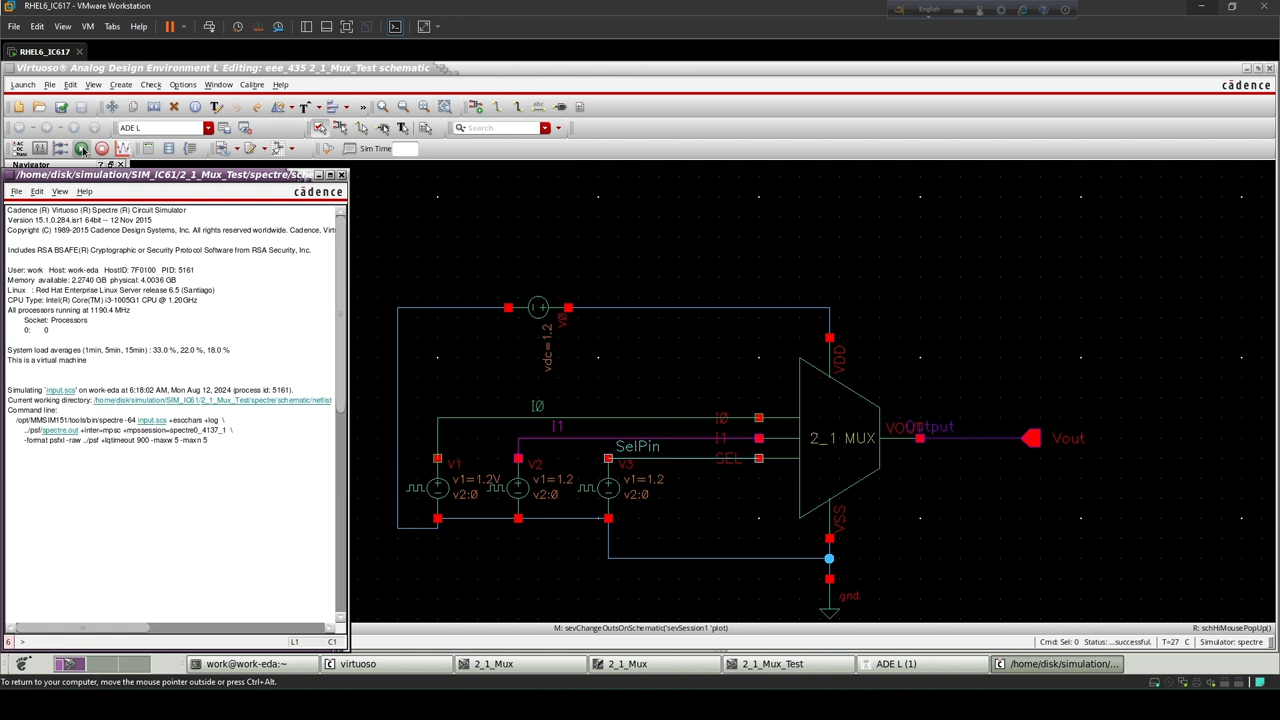 RHEL6_IC617 - VMware Workstation
English
File Edit View VM Tabs Help
RHEL6_IC617
Virtuoso® Analog Design Environment L Editing: eee_435 2_1_Mux_Test schematic
Launch File Edit View Create Check Options Window Calibre Help
cādence
ADE L
Search
Sim Time
Navigator
/home/disk/simulation/SIM_IC61/2_1_Mux_Test/spectre/sche
File Edit View Help
cādence
Cadence (R) Virtuoso (R) Spectre (R) Circuit Simulator
Version 15.1.0.284.isr1 64bit -- 12 Nov 2015
Copyright (C) 1989-2015 Cadence Design Systems, Inc. All rights reserved worldwide. Cadence, Virtu
Includes RSA BSAFE(R) Cryptographic or Security Protocol Software from RSA Security, Inc.
User: work Host: work-eda HostID: 7F0100 PID: 5161
Memory available: 2.2740 GB physical: 4.0036 GB
Linux : Red Hat Enterprise Linux Server release 6.5 (Santiago)
CPU Type: Intel(R) Core(TM) i3-1005G1 CPU @ 1.20GHz
All processors running at 1190.4 MHz
Socket: Processors
0: 0
System load averages (1min, 5min, 15min) : 33.0 %, 22.0 %, 18.0 %
This is a virtual machine
Simulating `input.scs' on work-eda at 6:18:02 AM, Mon Aug 12, 2024 (process id: 5161).
Current working directory: /home/disk/simulation/SIM_IC61/2_1_Mux_Test/spectre/schematic/netlist
Command line:
/opt/MMSIM151/tools/bin/spectre -64 input.scs +escchars +log \
../psf/spectre.out +inter=mpsc +mpssession=spectre0_4137_1 \
-format psfxl -raw ../psf +lqtimeout 900 -maxw 5 -maxn 5
6 >
L1 C1
V0
vdc=1.2
VDD
I0
I0
I1
I1
SelPin
SEL
2_1 MUX
VOUT
Output
Vout
V1
v1=1.2V
v2:0
V2
v1=1.2
v2:0
V3
v1=1.2
v2:0
VSS
gnd
M: sevChangeOutsOnSchematic('sevSession1 'plot)
R: schHiMousePopUp()
Cmd: Sel: 0 Status: ...successful. T=27 C Simulator: spectre
work@work-eda:~
virtuoso
2_1_Mux
2_1_Mux
2_1_Mux_Test
ADE L (1)
/home/disk/simulation/...
To return to your computer, move the mouse pointer outside or press Ctrl+Alt.